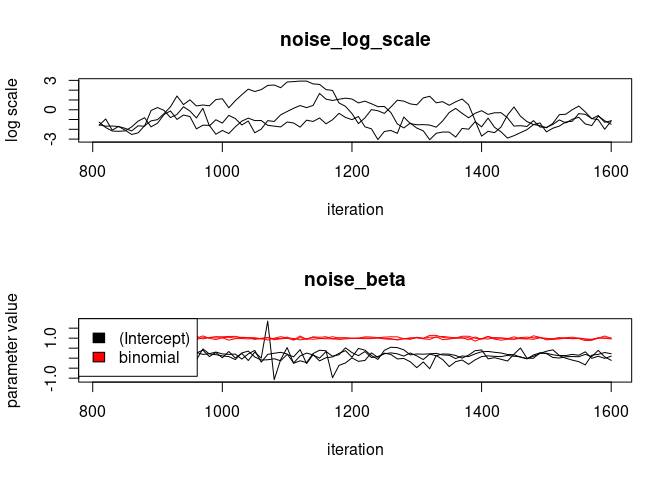 noise_log_scale
log scale
3
0
-3
800
1000
1200
1400
1600
iteration
noise_beta
parameter value
1.0
-1.0
(Intercept)
binomial
800
1000
1200
1400
1600
iteration